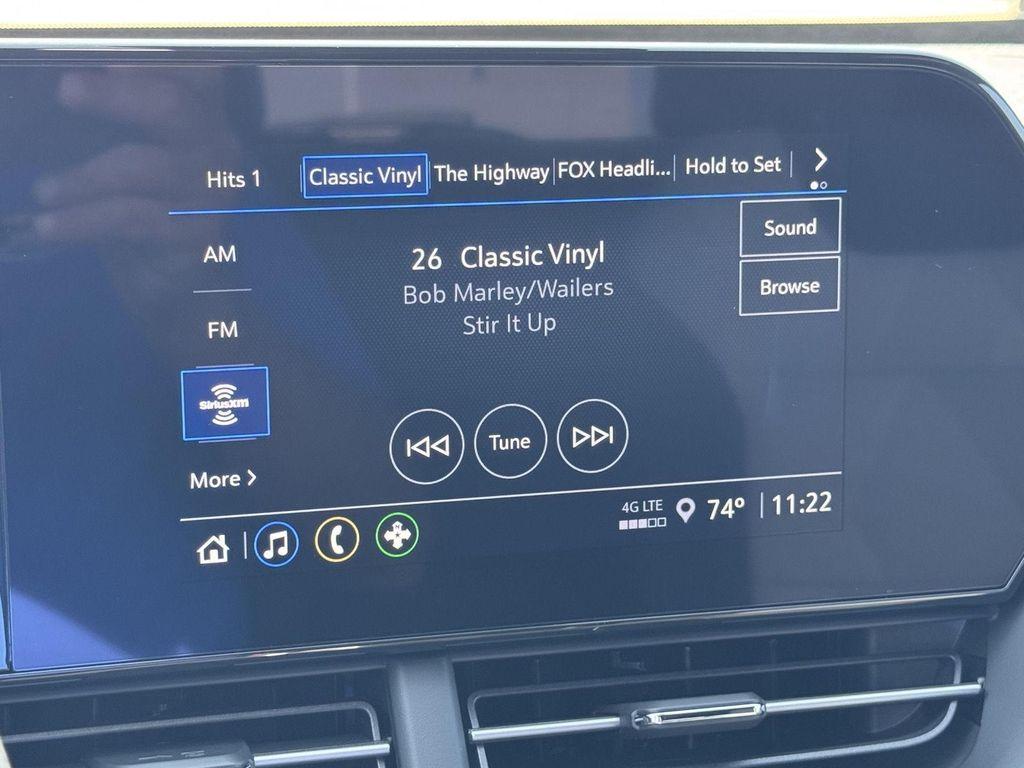 Hits 1
Classic Vinyl
The Highway
FOX Headli...
Hold to Set
AM
FM
SiriusXM
More
26 Classic Vinyl
Bob Marley/Wailers
Stir It Up
Sound
Browse
Tune
4G LTE
74°
11:22